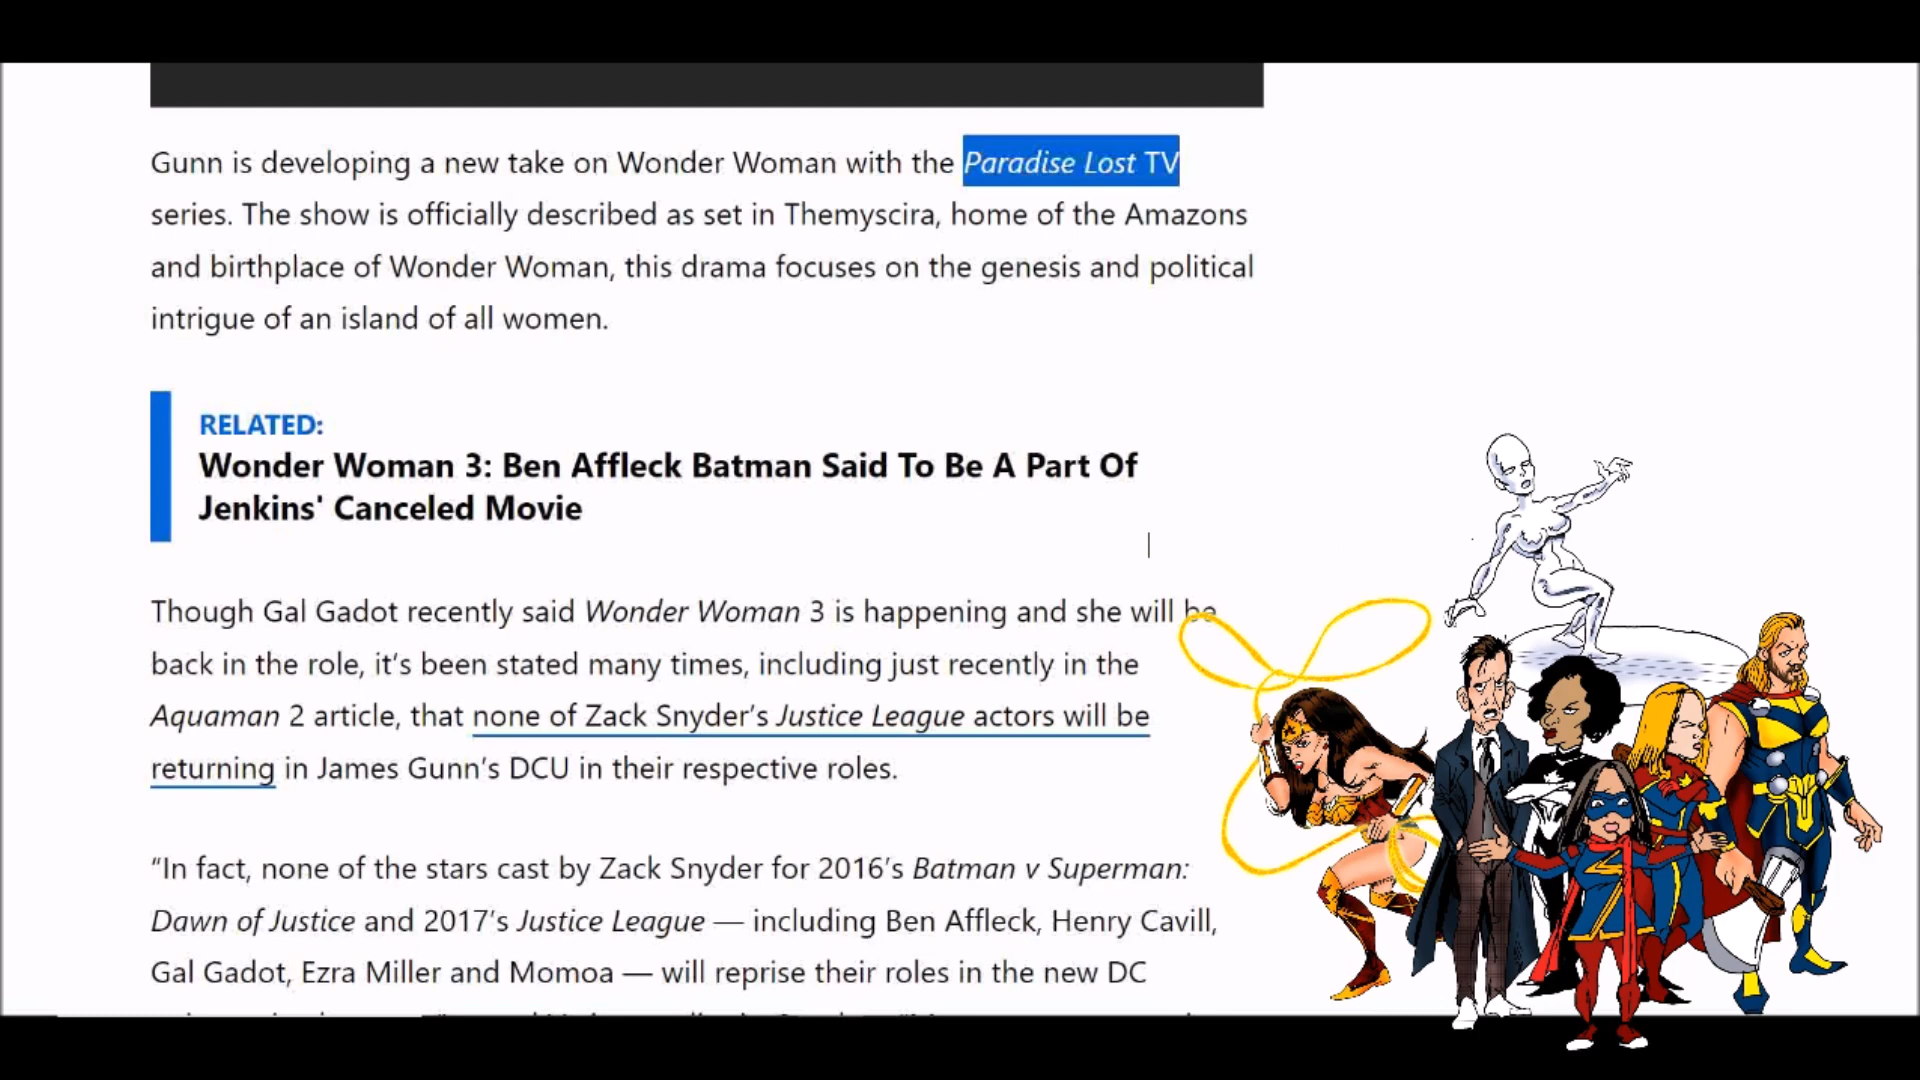 Gunn is developing a new take on Wonder Woman with the Paradise Lost TV
series. The show is officially described as set in Themyscira, home of the Amazons
and birthplace of Wonder Woman, this drama focuses on the genesis and political
intrigue of an island of all women.
RELATED:
Wonder Woman 3: Ben Affleck Batman Said To Be A Part Of
Jenkins' Canceled Movie
Though Gal Gadot recently said Wonder Woman 3 is happening and she will be
back in the role, it’s been stated many times, including just recently in the
Aquaman 2 article, that none of Zack Snyder’s Justice League actors will be
returning in James Gunn’s DCU in their respective roles.
“In fact, none of the stars cast by Zack Snyder for 2016’s Batman v Superman:
Dawn of Justice and 2017’s Justice League — including Ben Affleck, Henry Cavill,
Gal Gadot, Ezra Miller and Momoa — will reprise their roles in the new DC